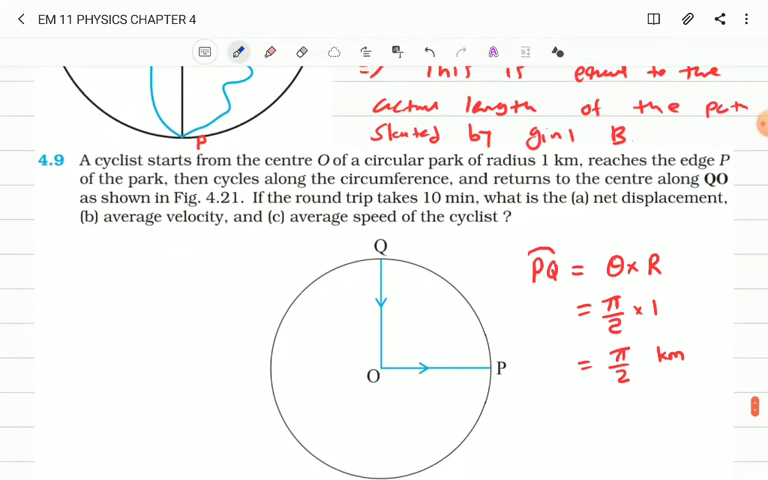 EM 11 PHYSICS CHAPTER 4
=> This is equal to the
actual length of the path
skated by girl B.
P
4.9 A cyclist starts from the centre O of a circular park of radius 1 km, reaches the edge P
of the park, then cycles along the circumference, and returns to the centre along QO
as shown in Fig. 4.21. If the round trip takes 10 min, what is the (a) net displacement,
(b) average velocity, and (c) average speed of the cyclist ?
Q
O
P
PQ = θ × R
= π/2 × 1
= π/2 km